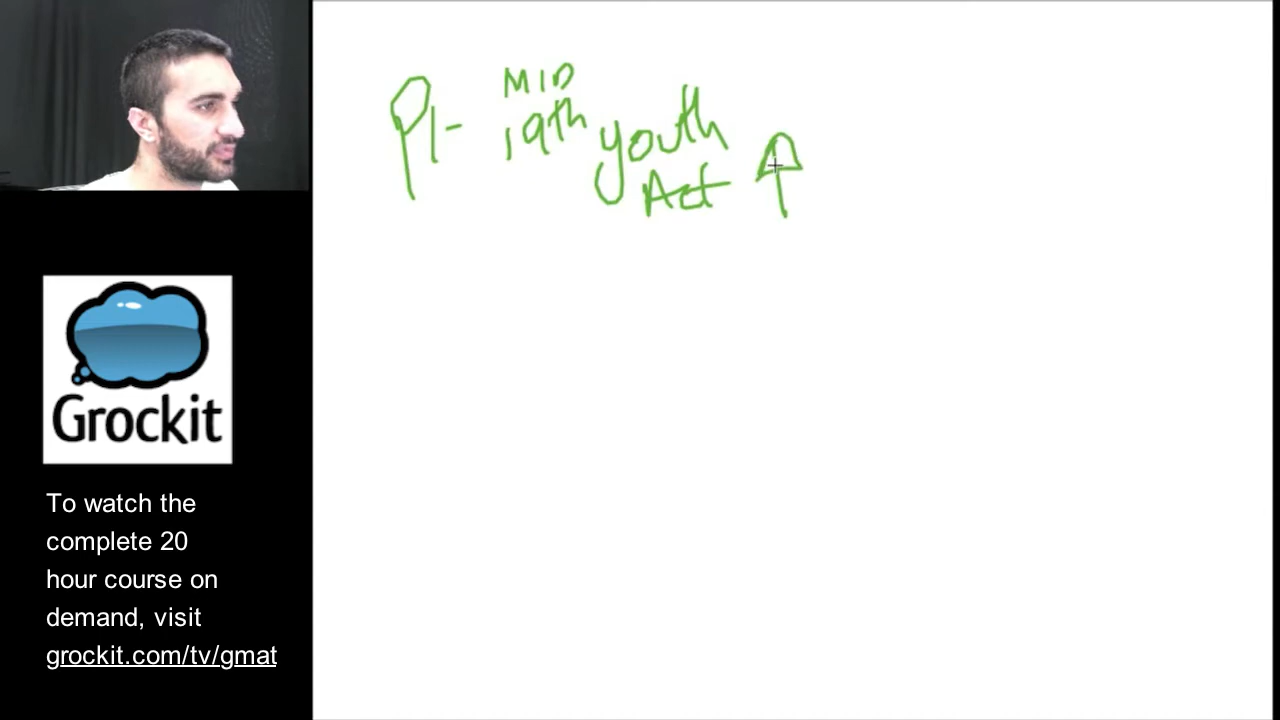 P1- MID
19th youth
Act ↑
Grockit
To watch the
complete 20
hour course on
demand, visit
grockit.com/tv/gmat